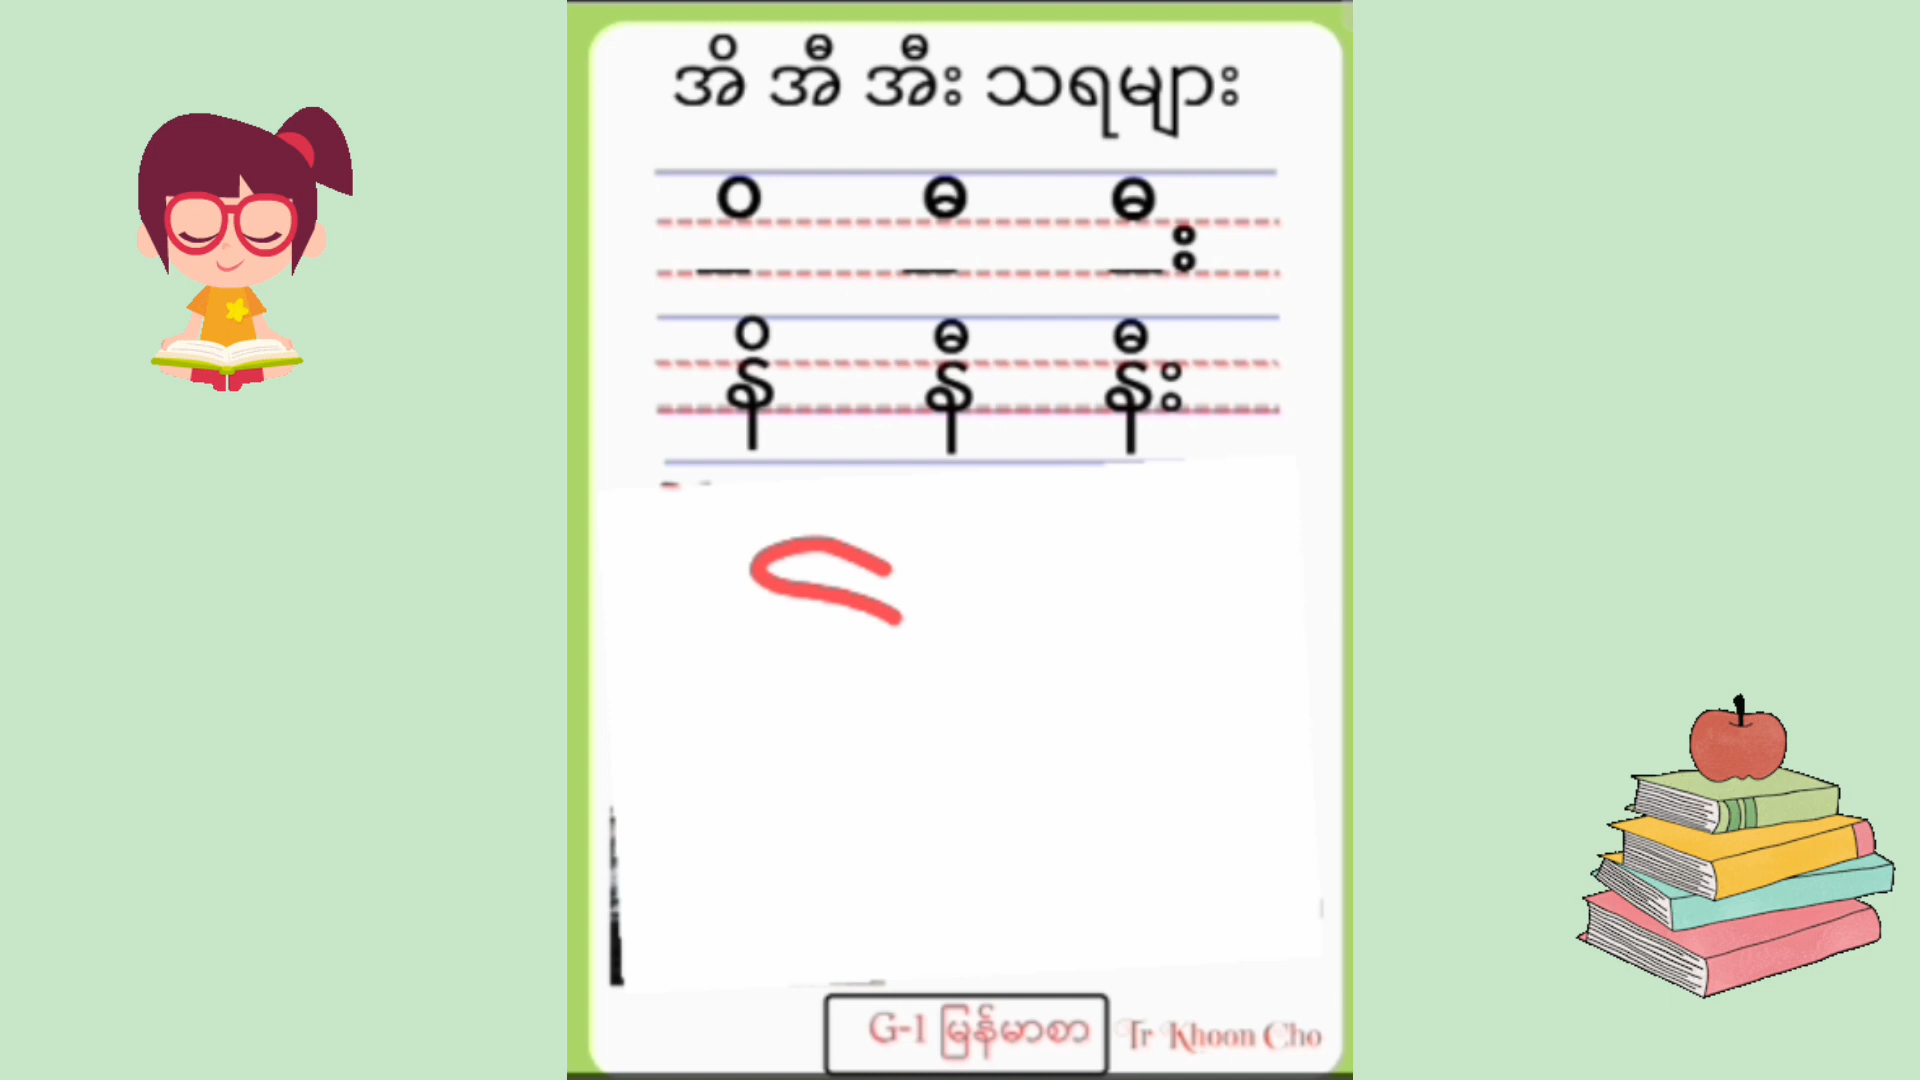 အိ အီ အီး သရများ
ိ ီ ီး
နိ နီ နီး
G-1 မြန်မာစာ
Tr Khoon Cho